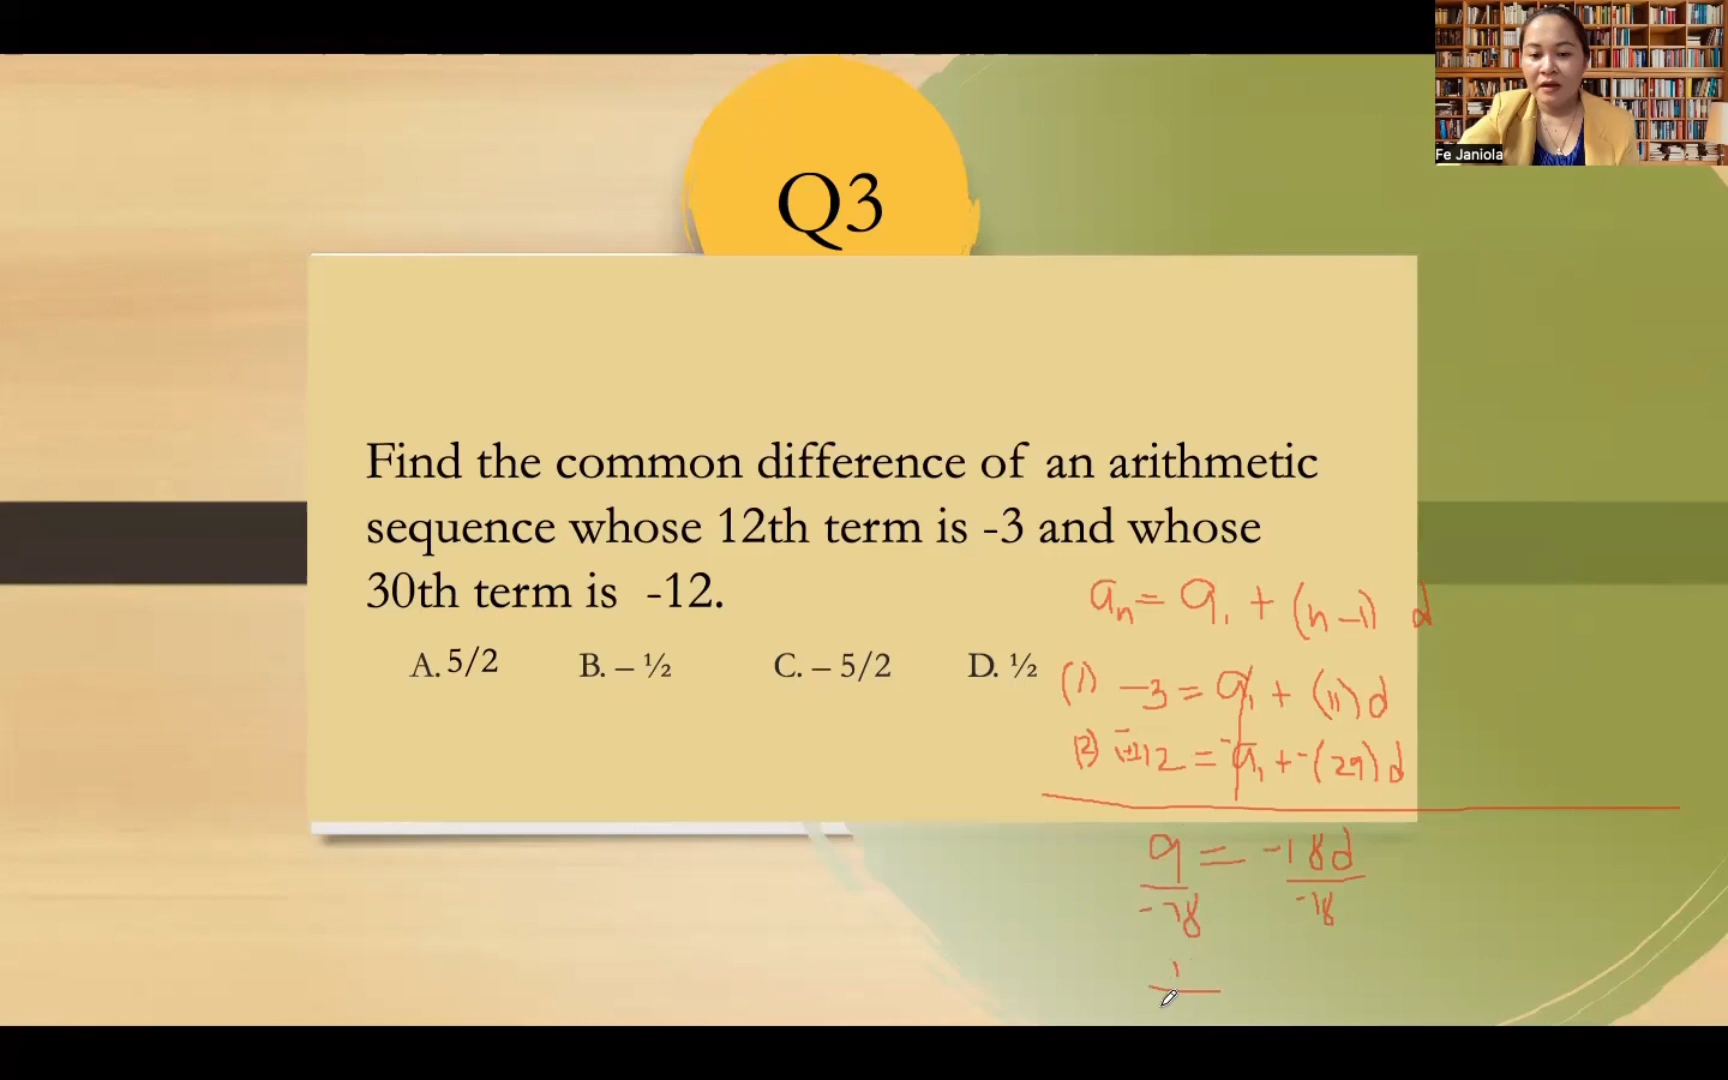 Fe Janiola
Q3
Find the common difference of an arithmetic
sequence whose 12th term is -3 and whose
30th term is -12.
A. 5/2 B. – ½ C. – 5/2 D. ½
aₙ = a₁ + (n-1) d
(1) -3 = a₁ + (11)d
(2) 12 = -a₁ + -(29)d
9 = -18d
-18 -18
1